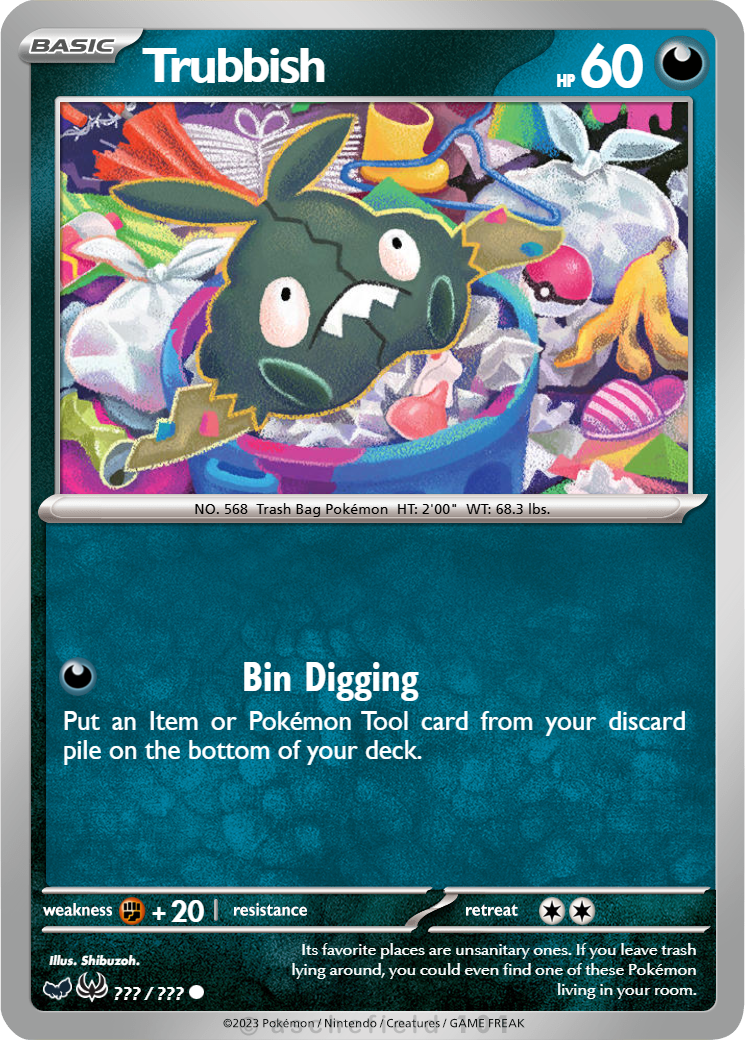 BASIC
Trubbish
HP 60
NO. 568 Trash Bag Pokémon HT: 2'00" WT: 68.3 lbs.
Bin Digging
Put an Item or Pokémon Tool card from your discard
pile on the bottom of your deck.
weakness + 20 resistance retreat
Illus. Shibuzoh.
Its favorite places are unsanitary ones. If you leave trash
lying around, you could even find one of these Pokémon
living in your room.
??? / ???
©2023 Pokémon / Nintendo / Creatures / GAME FREAK